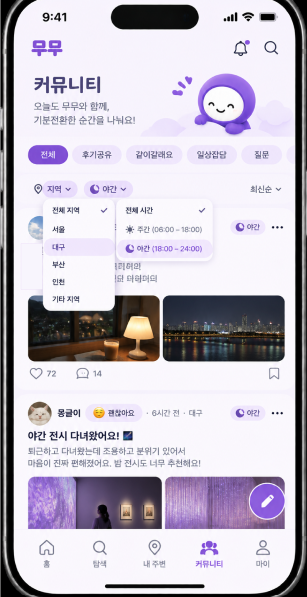 9:41
무무
커뮤니티
오늘도 무무와 함께,
기분전환한 순간을 나눠요!
전체
후기공유
같이갈래요
일상잡담
질문
지역
야간
최신순
전체 지역
서울
대구
부산
인천
기타 지역
전체 시간
주간 (06:00 – 18:00)
야간 (18:00 – 24:00)
야간
72
14
몽글이
괜찮아요
· 6시간 전 · 대구
야간
야간 전시 다녀왔어요!
퇴근하고 다녀왔는데 조용하고 분위기 있어서
마음이 진짜 편해졌어요. 밤 전시도 너무 추천해요!
홈
탐색
내 주변
커뮤니티
마이